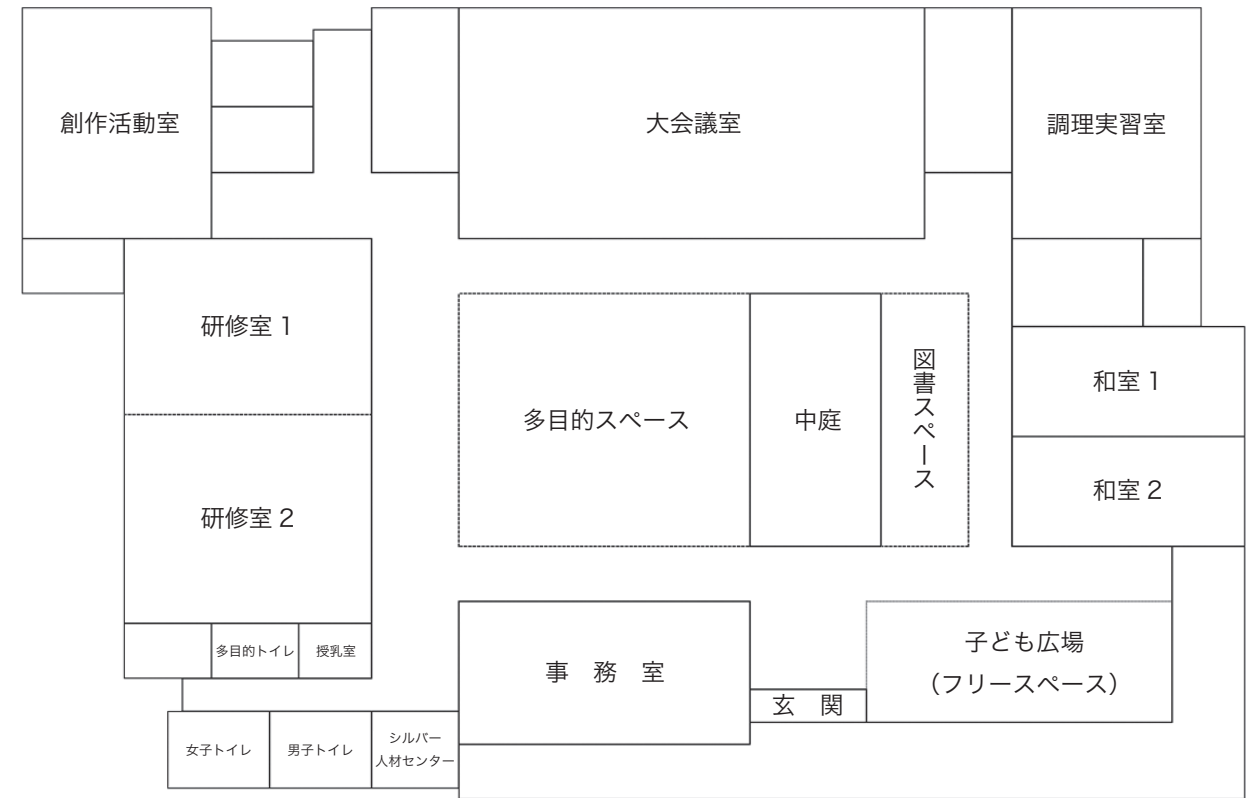 創作活動室
大会議室
調理実習室
研修室 1
図書スペース
和室 1
多目的スペース
中庭
和室 2
研修室 2
多目的トイレ
授乳室
事　務　室
子ども広場
（フリースペース）
玄　関
女子トイレ
男子トイレ
シルバー
人材センター